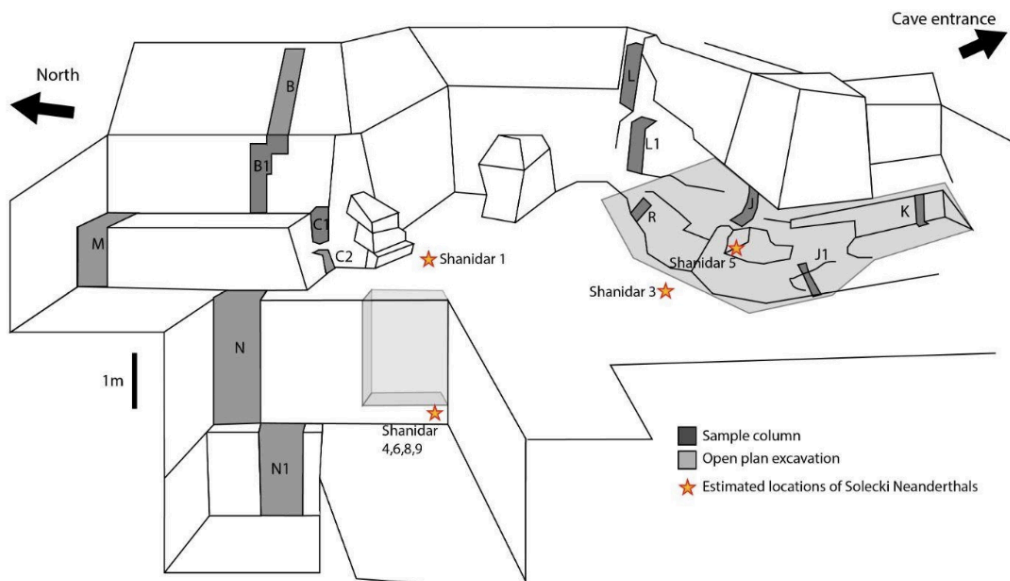 Cave entrance
North
B
L
B1
L1
R
J
K
M
C1
C2
Shanidar 1
Shanidar 5
J1
Shanidar 3
N
1m
Shanidar
4,6,8,9
N1
Sample column
Open plan excavation
Estimated locations of Solecki Neanderthals